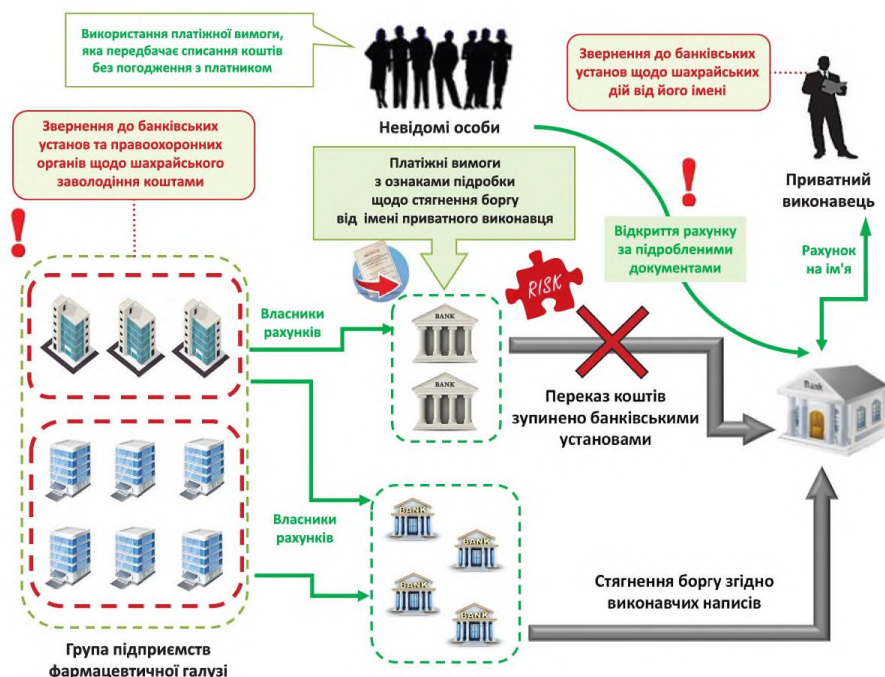 Використання платіжної вимоги,
яка передбачає списання коштів
без погодження з платником
Невідомі особи
Звернення до банківських
установ щодо шахрайських
дій від його імені
Приватний
виконавець
Звернення до банківських
установ та правоохоронних
органів щодо шахрайського
заволодіння коштами
Платіжні вимоги
з ознаками підробки
щодо стягнення боргу
від імені приватного виконавця
Відкриття рахунку
за підробленими
документами
Рахунок
на ім'я
RISK
Власники
рахунків
BANK
BANK
Переказ коштів
зупинено банківськими
установами
Bank
Власники
рахунків
BANK
BANK
BANK
BANK
Стягнення боргу згідно
виконавчих написів
Група підприємств
фармацевтичної галузі